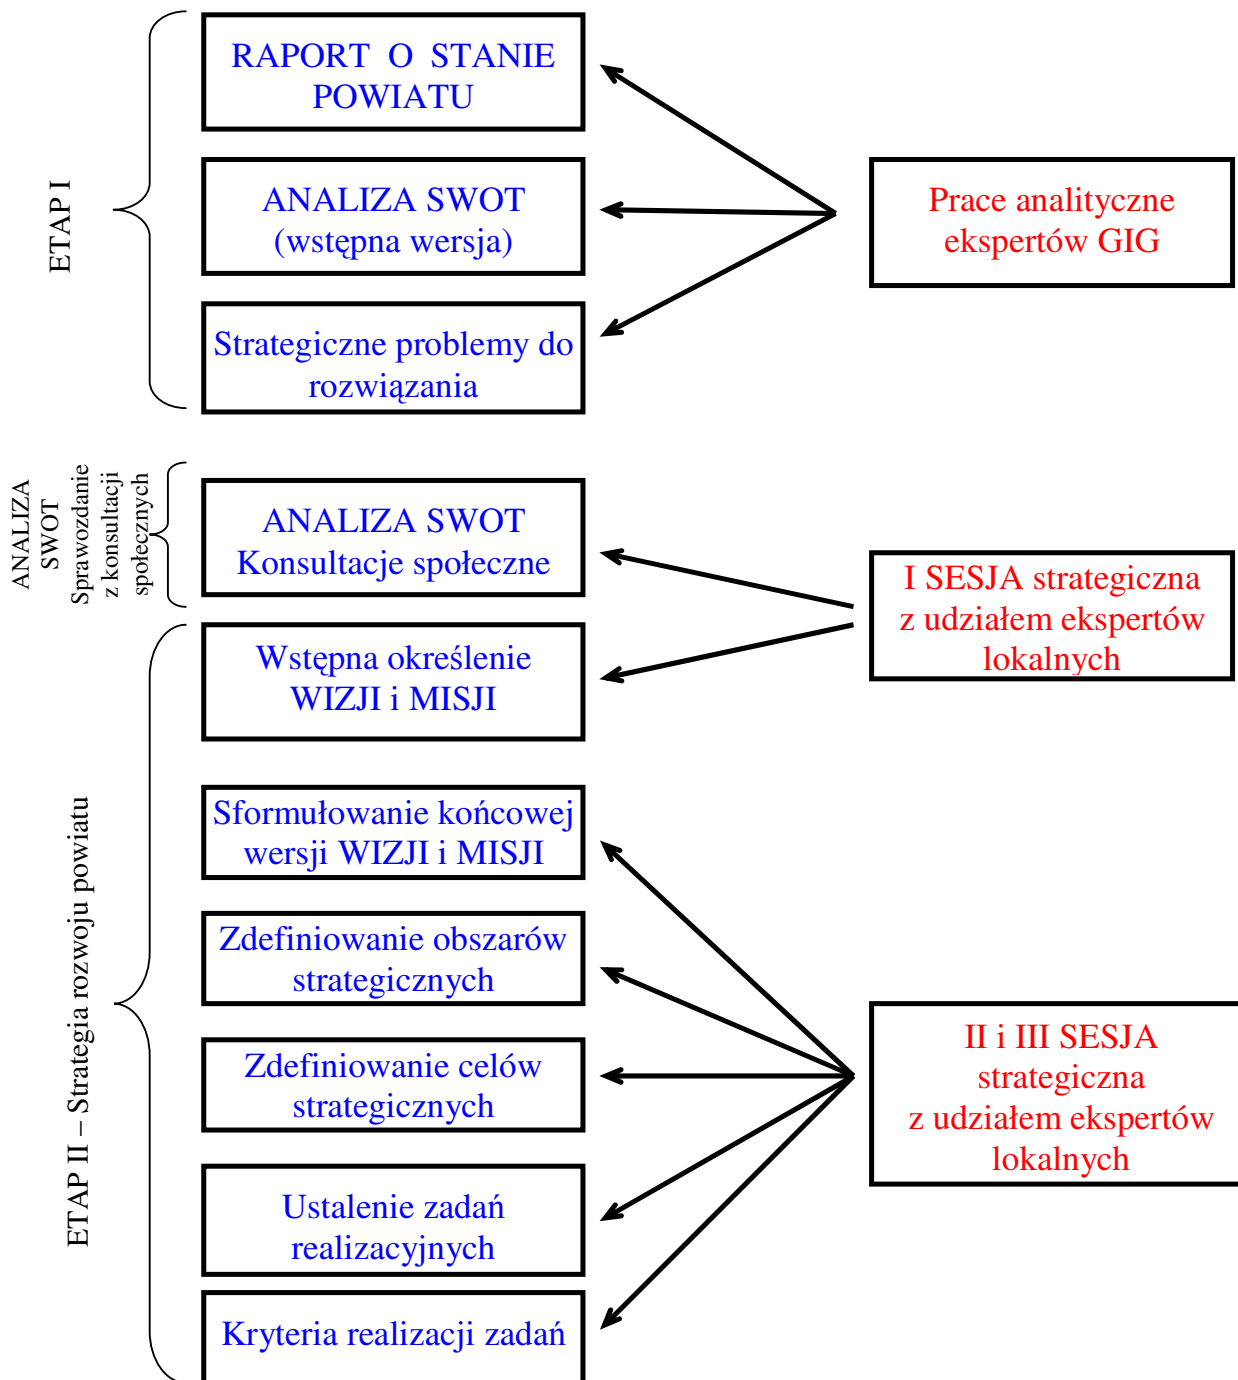 ETAP I
RAPORT O STANIE
POWIATU
ANALIZA SWOT
(wstępna wersja)
Strategiczne problemy do
rozwiązania
Prace analityczne
ekspertów GIG
ANALIZA
SWOT
Sprawozdanie
z konsultacji
społecznych
ANALIZA SWOT
Konsultacje społeczne
I SESJA strategiczna
z udziałem ekspertów
lokalnych
ETAP II – Strategia rozwoju powiatu
Wstępna określenie
WIZJI i MISJI
Sformułowanie końcowej
wersji WIZJI i MISJI
Zdefiniowanie obszarów
strategicznych
Zdefiniowanie celów
strategicznych
Ustalenie zadań
realizacyjnych
Kryteria realizacji zadań
II i III SESJA
strategiczna
z udziałem ekspertów
lokalnych